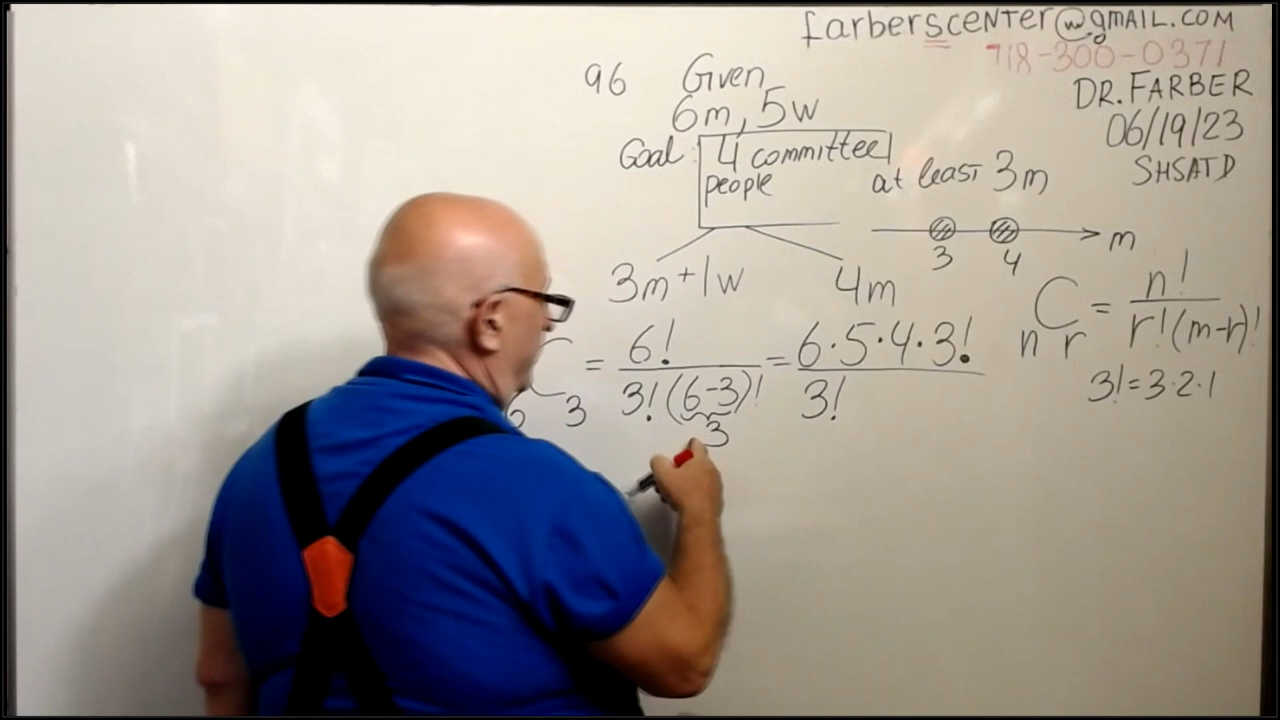 farberscenter@gmail.com
718-300-0371
DR. FARBER
06/19/23
SHSATD
96 Given
6m, 5w
Goal: 4 committee
people
at least 3m
3 4 m
3m+1w 4m
nCr = n! / r!(m-r)!
6C3 = 6! / 3!(6-3)! = 6·5·4·3! / 3!
3
3! = 3·2·1